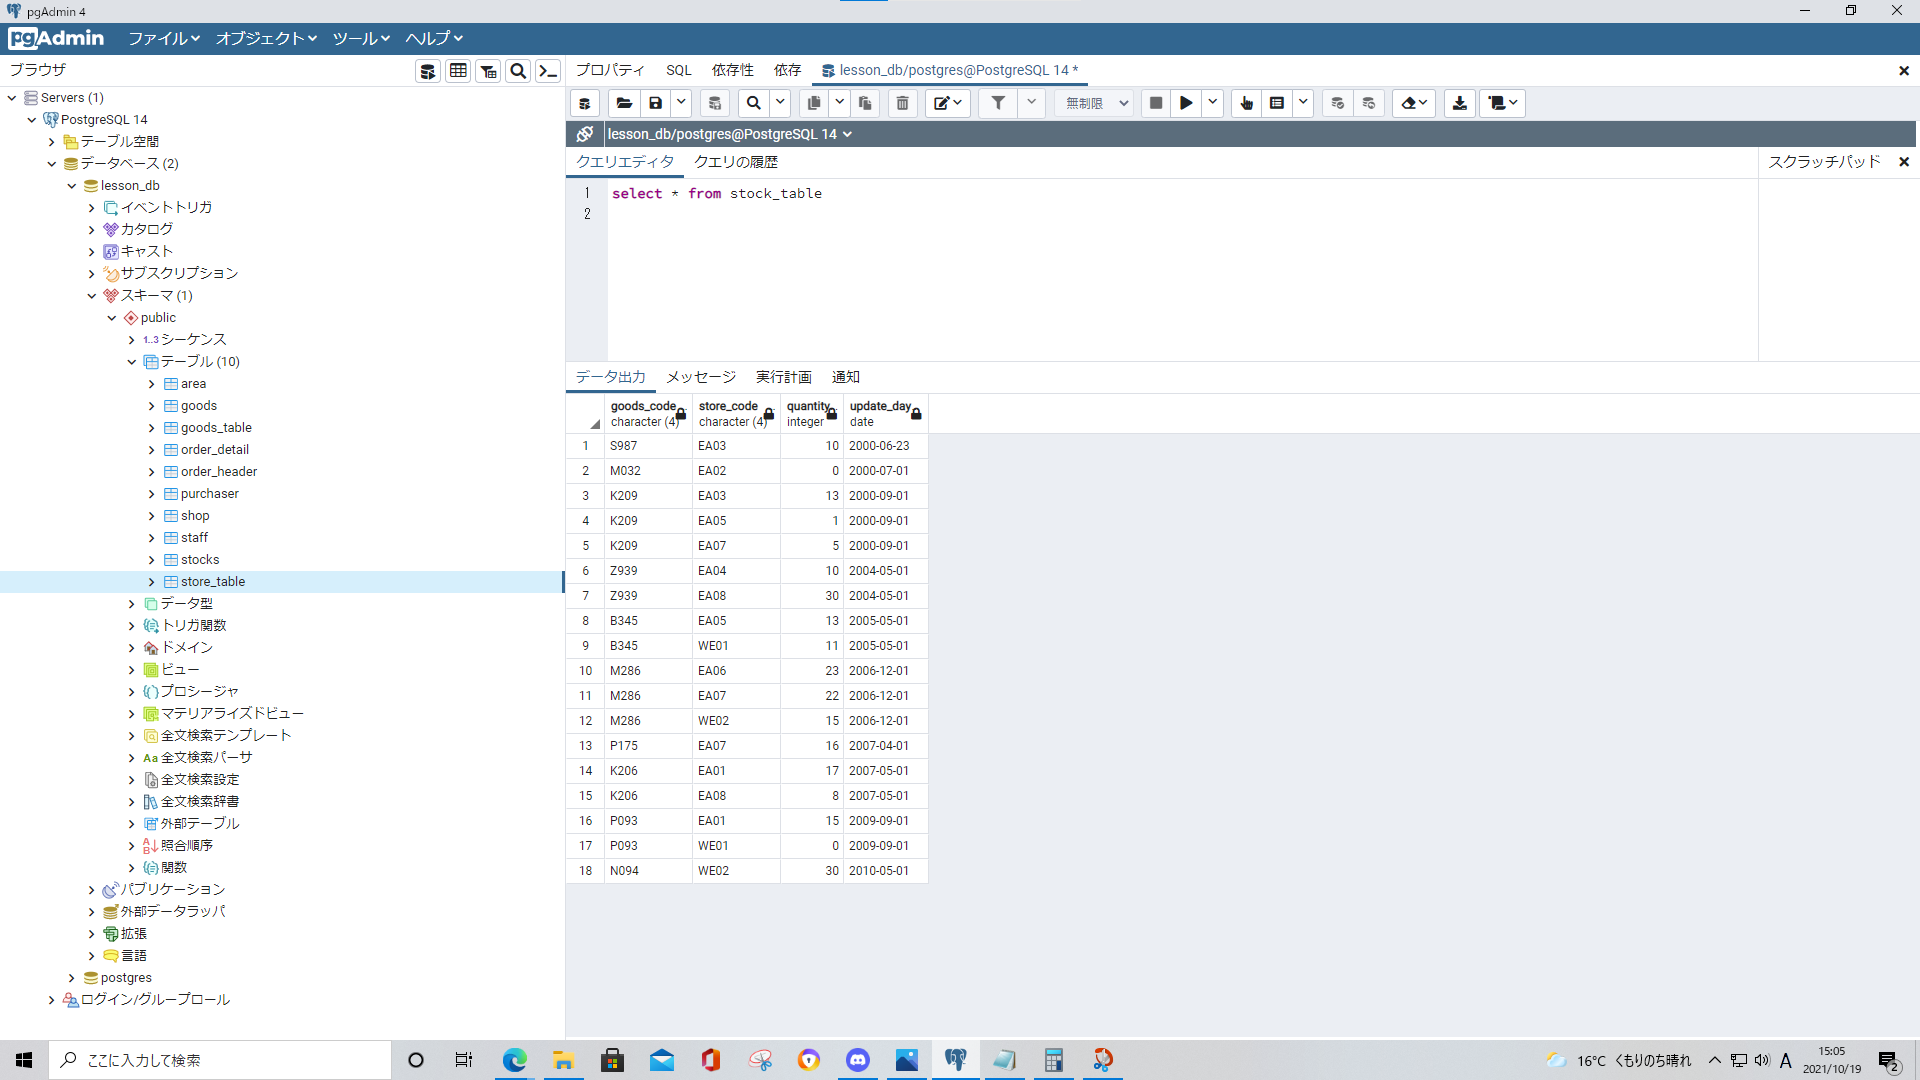 pgAdmin 4
pgAdmin ファイル オブジェクト ツール ヘルプ
ブラウザ
Servers (1)
PostgreSQL 14
テーブル空間
データベース (2)
lesson_db
イベントトリガ
カタログ
キャスト
サブスクリプション
スキーマ (1)
public
1..3 シーケンス
テーブル (10)
area
goods
goods_table
order_detail
order_header
purchaser
shop
staff
stocks
store_table
データ型
トリガ関数
ドメイン
ビュー
プロシージャ
マテリアライズドビュー
全文検索テンプレート
Aa 全文検索パーサ
全文検索設定
全文検索辞書
外部テーブル
照合順序
関数
パブリケーション
外部データラッパ
拡張
言語
postgres
ログイン/グループロール
プロパティ SQL 依存性 依存 lesson_db/postgres@PostgreSQL 14 *
無制限
lesson_db/postgres@PostgreSQL 14
クエリエディタ クエリの履歴
スクラッチパッド
1 select * from stock_table
2
データ出力 メッセージ 実行計画 通知
goods_code store_code quantity update_day
character (4) character (4) integer date
1 S987 EA03 10 2000-06-23
2 M032 EA02 0 2000-07-01
3 K209 EA03 13 2000-09-01
4 K209 EA05 1 2000-09-01
5 K209 EA07 5 2000-09-01
6 Z939 EA04 10 2004-05-01
7 Z939 EA08 30 2004-05-01
8 B345 EA05 13 2005-05-01
9 B345 WE01 11 2005-05-01
10 M286 EA06 23 2006-12-01
11 M286 EA07 22 2006-12-01
12 M286 WE02 15 2006-12-01
13 P175 EA07 16 2007-04-01
14 K206 EA01 17 2007-05-01
15 K206 EA08 8 2007-05-01
16 P093 EA01 15 2009-09-01
17 P093 WE01 0 2009-09-01
18 N094 WE02 30 2010-05-01
ここに入力して検索
16°C くもりのち晴れ
A
15:05
2021/10/19
2